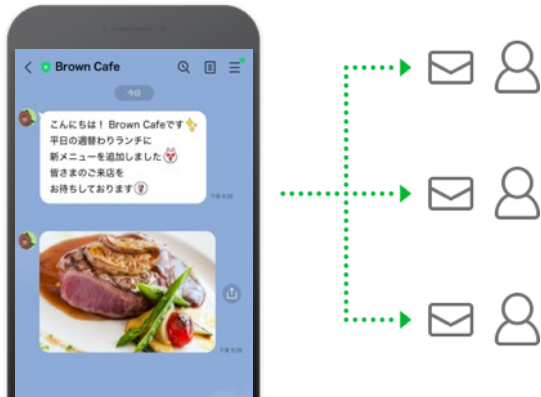 Brown Cafe
今日
こんにちは！ Brown Cafeです
平日の週替わりランチに
新メニューを追加しました
皆さまのご来店を
お待ちしております